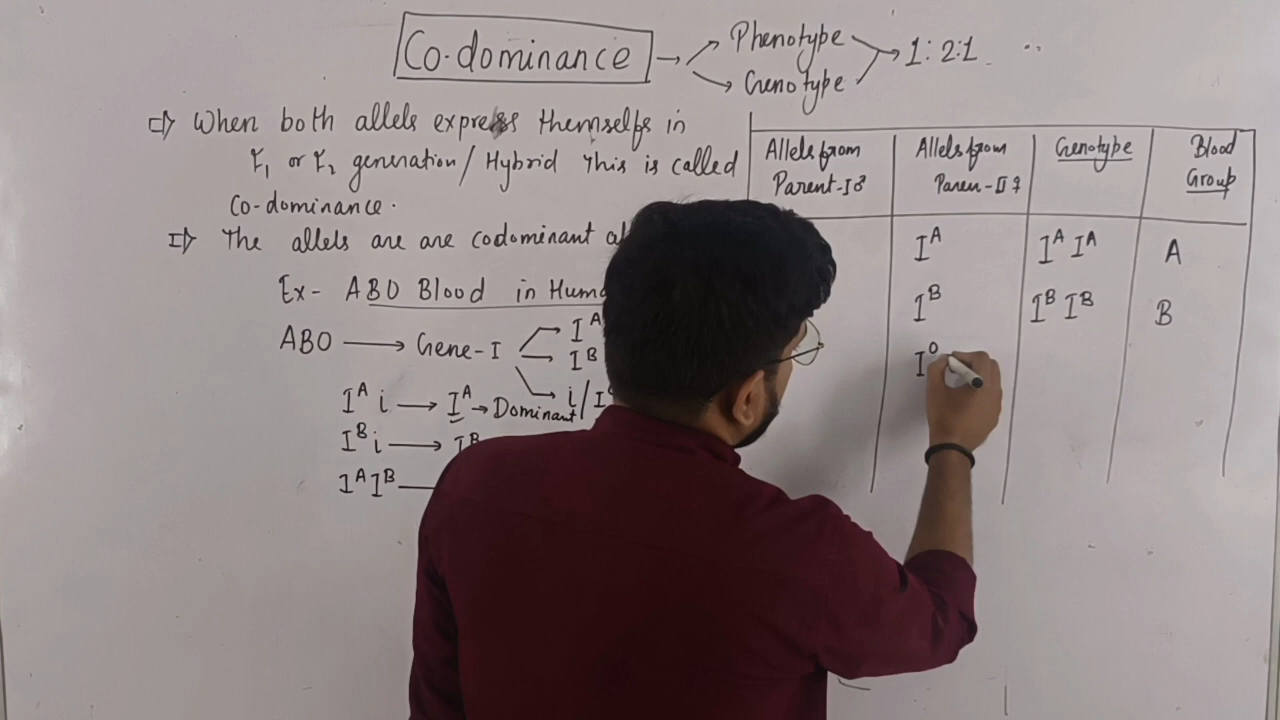 Co-dominance → Phenotype
Genotype → 1:2:1
⇒ When both allels express themselfs in
F₁ or F₂ generation/Hybrid This is called
Co-dominance.
II⇒ The allels are are codominant
Ex- ABO Blood in Huma
ABO → Gene-I
I^A
I^B
i/I
I^A i → I^A → Dominant
I^B i → I^B
I^A I^B
Allels from Parent-I♂ | Allels from Paren-II♀ | Genotype | Blood Group
I^A | I^A I^A | A
I^B | I^B I^B | B
I^O